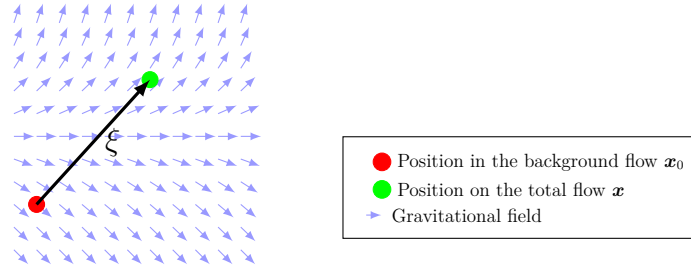 ξ
Position in the background flow 𝒙₀
Position on the total flow 𝒙
Gravitational field